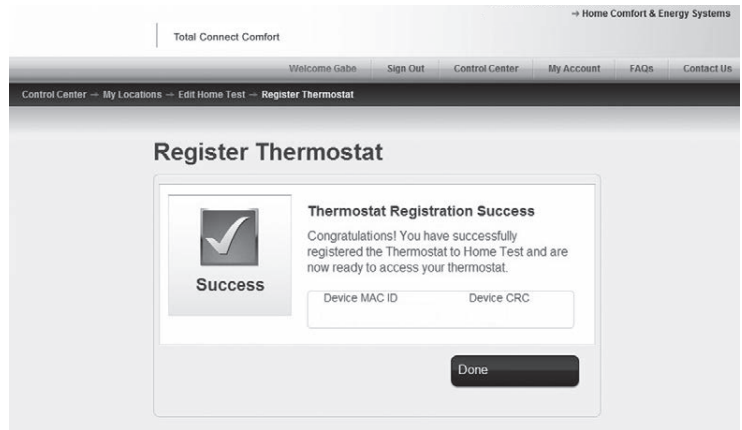 → Home Comfort & Energy Systems
Total Connect Comfort
Welcome Gabe Sign Out Control Center My Account FAQs Contact Us
Control Center → My Locations → Edit Home Test → Register Thermostat
Register Thermostat
Thermostat Registration Success
Congratulations! You have successfully
registered the Thermostat to Home Test and are
now ready to access your thermostat.
Success
Device MAC ID Device CRC
Done